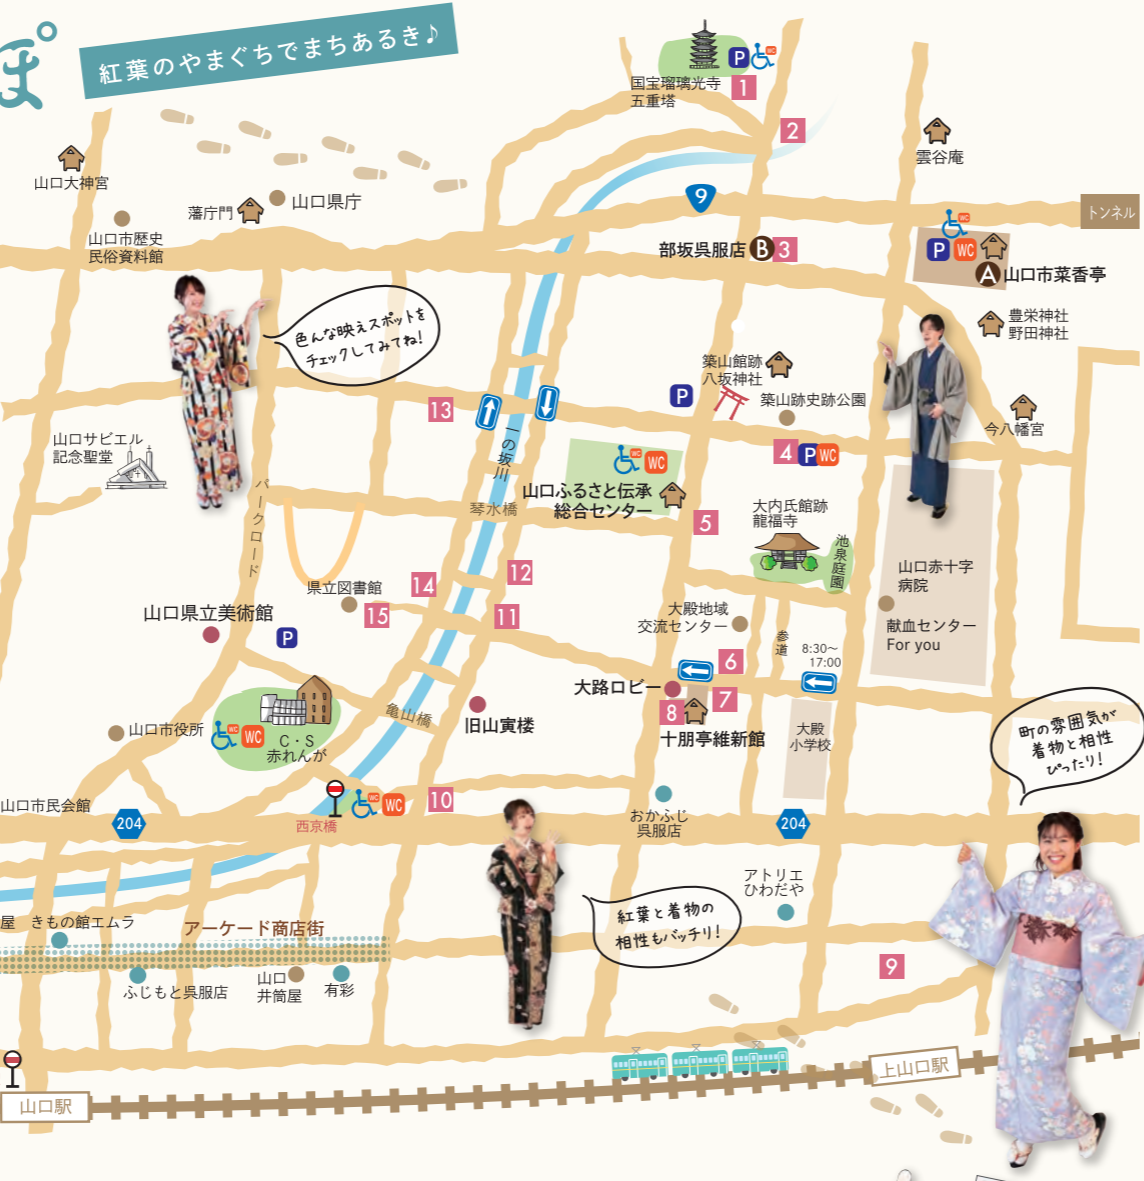 ぽ
紅葉のやまぐちでまちあるき♪
国宝瑠璃光寺
五重塔
P
WC
1
2
雲谷庵
山口大神宮
藩庁門
山口県庁
山口市歴史
民俗資料館
9
トンネル
部坂呉服店
B
3
WC
P
WC
A
山口市菜香亭
豊栄神社
野田神社
色んな映えスポットを
チェックしてみてね!
築山館跡
八坂神社
P
築山跡史跡公園
13
一の坂川
今八幡宮
山口サビエル
記念聖堂
4
P
WC
WC
WC
山口ふるさと伝承
総合センター
パークロード
琴水橋
5
大内氏館跡
龍福寺
池泉庭園
山口赤十字
病院
県立図書館
14
12
15
11
山口県立美術館
P
大殿地域
交流センター
参道
8:30〜
17:00
献血センター
For you
6
大路ロビー
7
8
十朋亭維新館
大殿
小学校
亀山橋
旧山寅楼
山口市役所
WC
WC
C・S
赤れんが
町の雰囲気が
着物と相性
ぴったり!
山口市民会館
204
西京橋
WC
WC
10
おかふじ
呉服店
204
アトリエ
ひわだや
屋
きもの館エムラ
アーケード商店街
紅葉と着物の
相性もバッチリ!
ふじもと呉服店
山口
井筒屋
有彩
9
山口駅
上山口駅